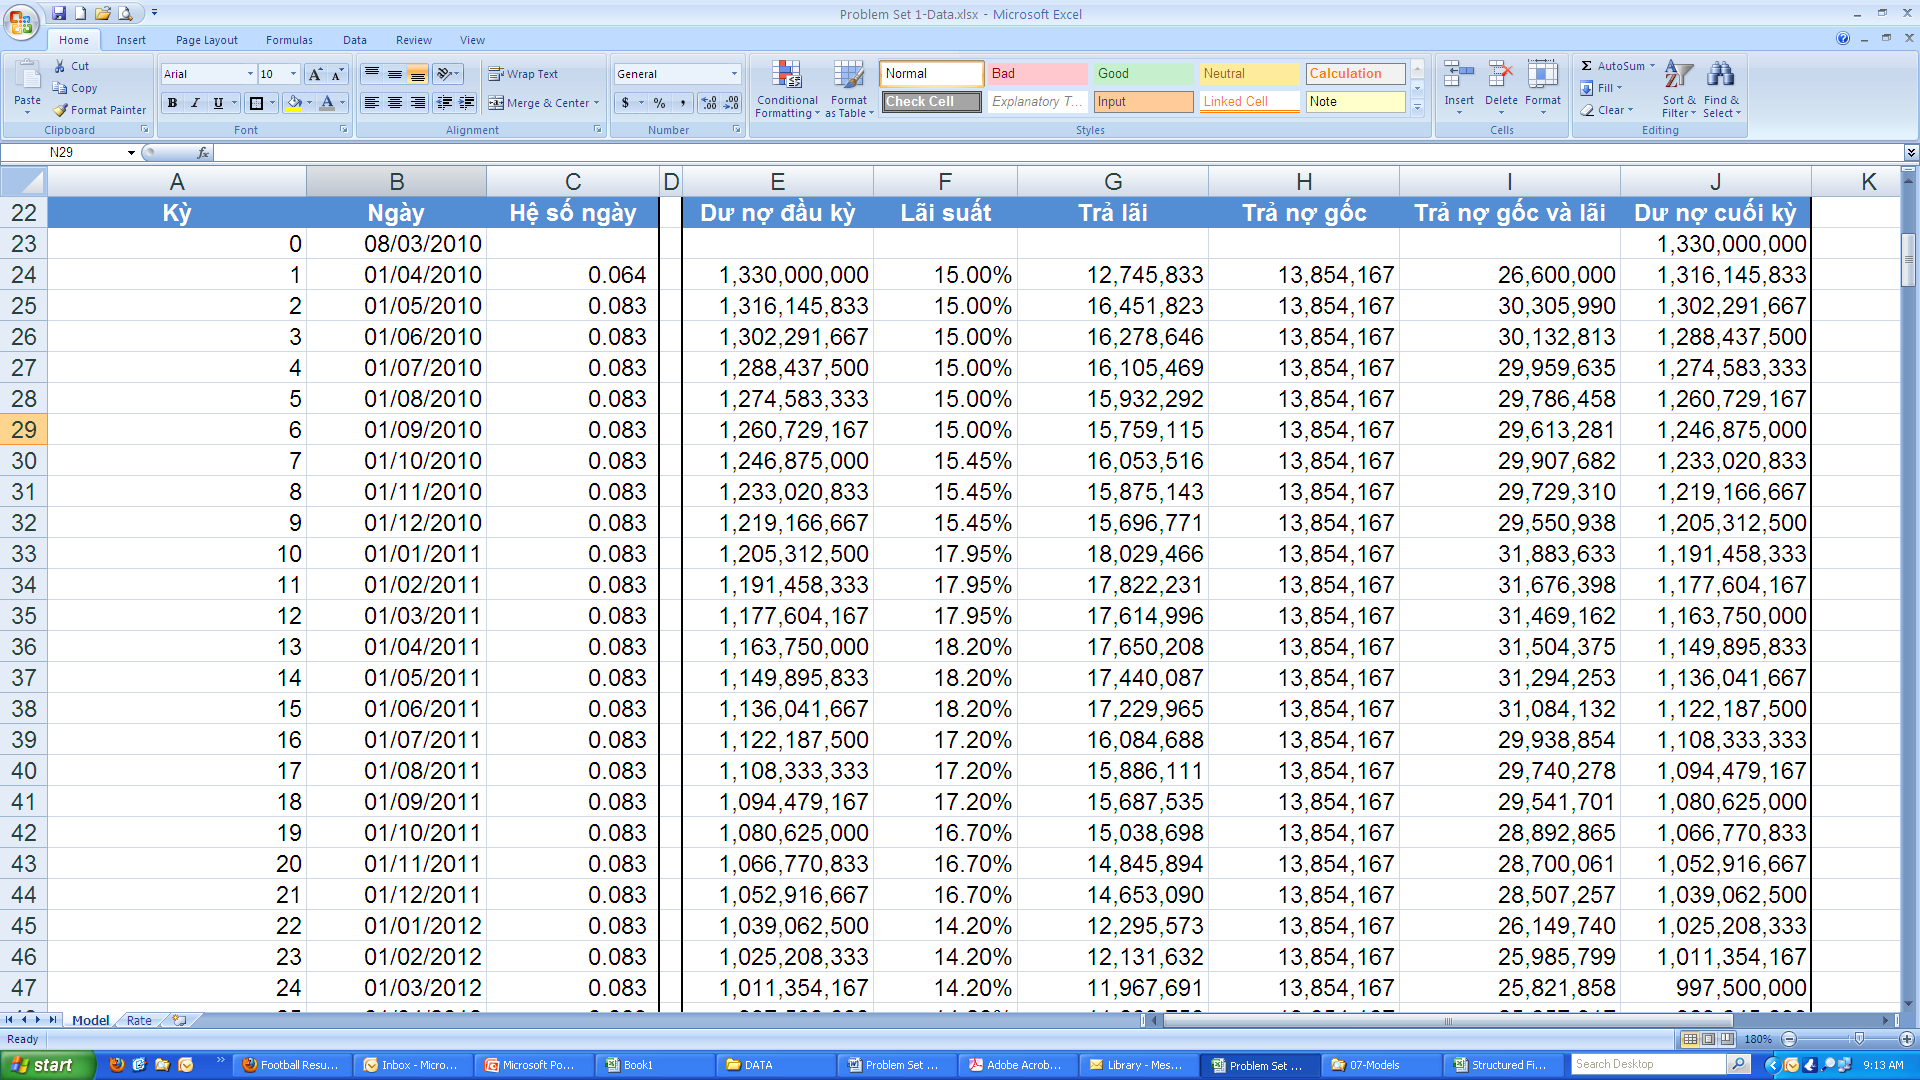 Problem Set 1-Data.xlsx - Microsoft Excel
Home Insert Page Layout Formulas Data Review View
Paste Cut Copy Format Painter Clipboard
Arial 10 A A B I U A Font
Wrap Text Merge & Center Alignment
General $ % , Number
Conditional Formatting Format as Table Normal Bad Good Neutral Calculation
Check Cell Explanatory T... Input Linked Cell Note
Styles
Insert Delete Format Cells
Σ AutoSum Fill Clear Sort & Filter Find & Select Editing
N29 fx
A B C D E F G H I J K
22 Kỳ Ngày Hệ số ngày Dư nợ đầu kỳ Lãi suất Trả lãi Trả nợ gốc Trả nợ gốc và lãi Dư nợ cuối kỳ
23 0 08/03/2010 1,330,000,000
24 1 01/04/2010 0.064 1,330,000,000 15.00% 12,745,833 13,854,167 26,600,000 1,316,145,833
25 2 01/05/2010 0.083 1,316,145,833 15.00% 16,451,823 13,854,167 30,305,990 1,302,291,667
26 3 01/06/2010 0.083 1,302,291,667 15.00% 16,278,646 13,854,167 30,132,813 1,288,437,500
27 4 01/07/2010 0.083 1,288,437,500 15.00% 16,105,469 13,854,167 29,959,635 1,274,583,333
28 5 01/08/2010 0.083 1,274,583,333 15.00% 15,932,292 13,854,167 29,786,458 1,260,729,167
29 6 01/09/2010 0.083 1,260,729,167 15.00% 15,759,115 13,854,167 29,613,281 1,246,875,000
30 7 01/10/2010 0.083 1,246,875,000 15.45% 16,053,516 13,854,167 29,907,682 1,233,020,833
31 8 01/11/2010 0.083 1,233,020,833 15.45% 15,875,143 13,854,167 29,729,310 1,219,166,667
32 9 01/12/2010 0.083 1,219,166,667 15.45% 15,696,771 13,854,167 29,550,938 1,205,312,500
33 10 01/01/2011 0.083 1,205,312,500 17.95% 18,029,466 13,854,167 31,883,633 1,191,458,333
34 11 01/02/2011 0.083 1,191,458,333 17.95% 17,822,231 13,854,167 31,676,398 1,177,604,167
35 12 01/03/2011 0.083 1,177,604,167 17.95% 17,614,996 13,854,167 31,469,162 1,163,750,000
36 13 01/04/2011 0.083 1,163,750,000 18.20% 17,650,208 13,854,167 31,504,375 1,149,895,833
37 14 01/05/2011 0.083 1,149,895,833 18.20% 17,440,087 13,854,167 31,294,253 1,136,041,667
38 15 01/06/2011 0.083 1,136,041,667 18.20% 17,229,965 13,854,167 31,084,132 1,122,187,500
39 16 01/07/2011 0.083 1,122,187,500 17.20% 16,084,688 13,854,167 29,938,854 1,108,333,333
40 17 01/08/2011 0.083 1,108,333,333 17.20% 15,886,111 13,854,167 29,740,278 1,094,479,167
41 18 01/09/2011 0.083 1,094,479,167 17.20% 15,687,535 13,854,167 29,541,701 1,080,625,000
42 19 01/10/2011 0.083 1,080,625,000 16.70% 15,038,698 13,854,167 28,892,865 1,066,770,833
43 20 01/11/2011 0.083 1,066,770,833 16.70% 14,845,894 13,854,167 28,700,061 1,052,916,667
44 21 01/12/2011 0.083 1,052,916,667 16.70% 14,653,090 13,854,167 28,507,257 1,039,062,500
45 22 01/01/2012 0.083 1,039,062,500 14.20% 12,295,573 13,854,167 26,149,740 1,025,208,333
46 23 01/02/2012 0.083 1,025,208,333 14.20% 12,131,632 13,854,167 25,985,799 1,011,354,167
47 24 01/03/2012 0.083 1,011,354,167 14.20% 11,967,691 13,854,167 25,821,858 997,500,000
Model Rate
Ready 180%
start Football Resu... Inbox - Micro... Microsoft Po... Book1 DATA Problem Set ... Adobe Acrob... Library - Mes... Problem Set ... 07-Models Structured Fi... Search Desktop 9:13 AM